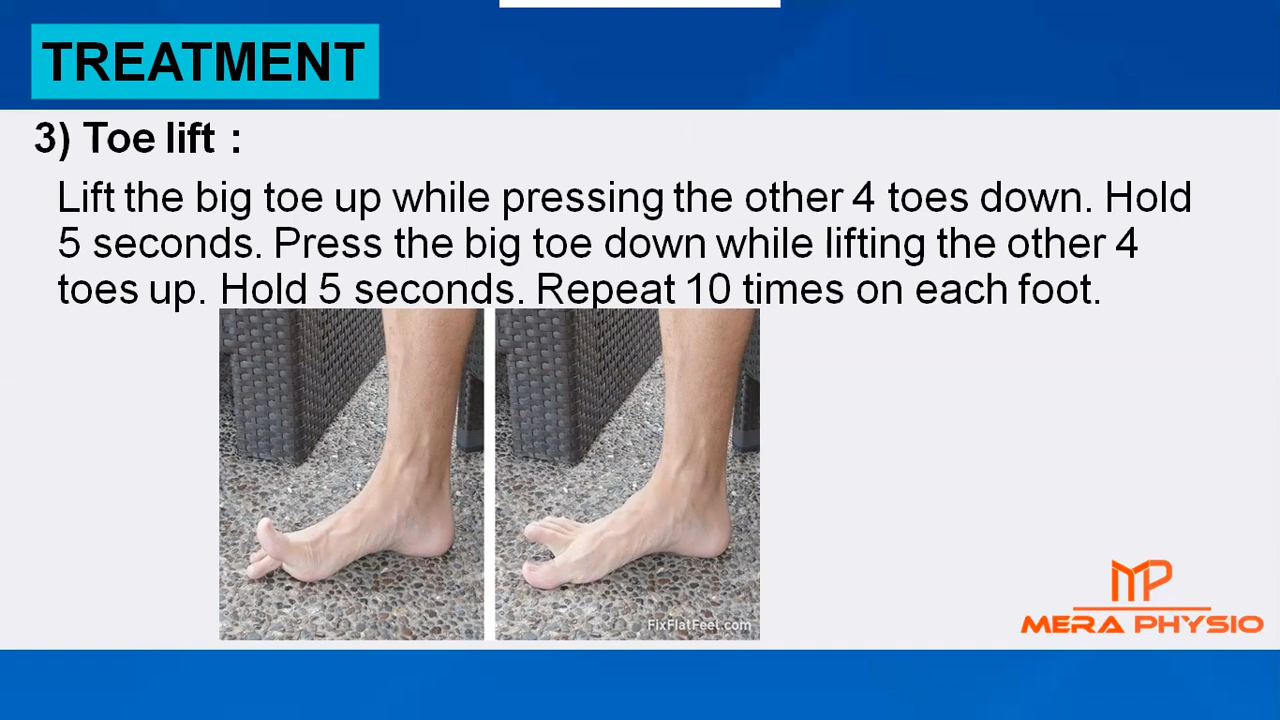 TREATMENT
3) Toe lift :
Lift the big toe up while pressing the other 4 toes down. Hold
5 seconds. Press the big toe down while lifting the other 4
toes up. Hold 5 seconds. Repeat 10 times on each foot.
FixFlatFeet.com
MP
MERA PHYSIO